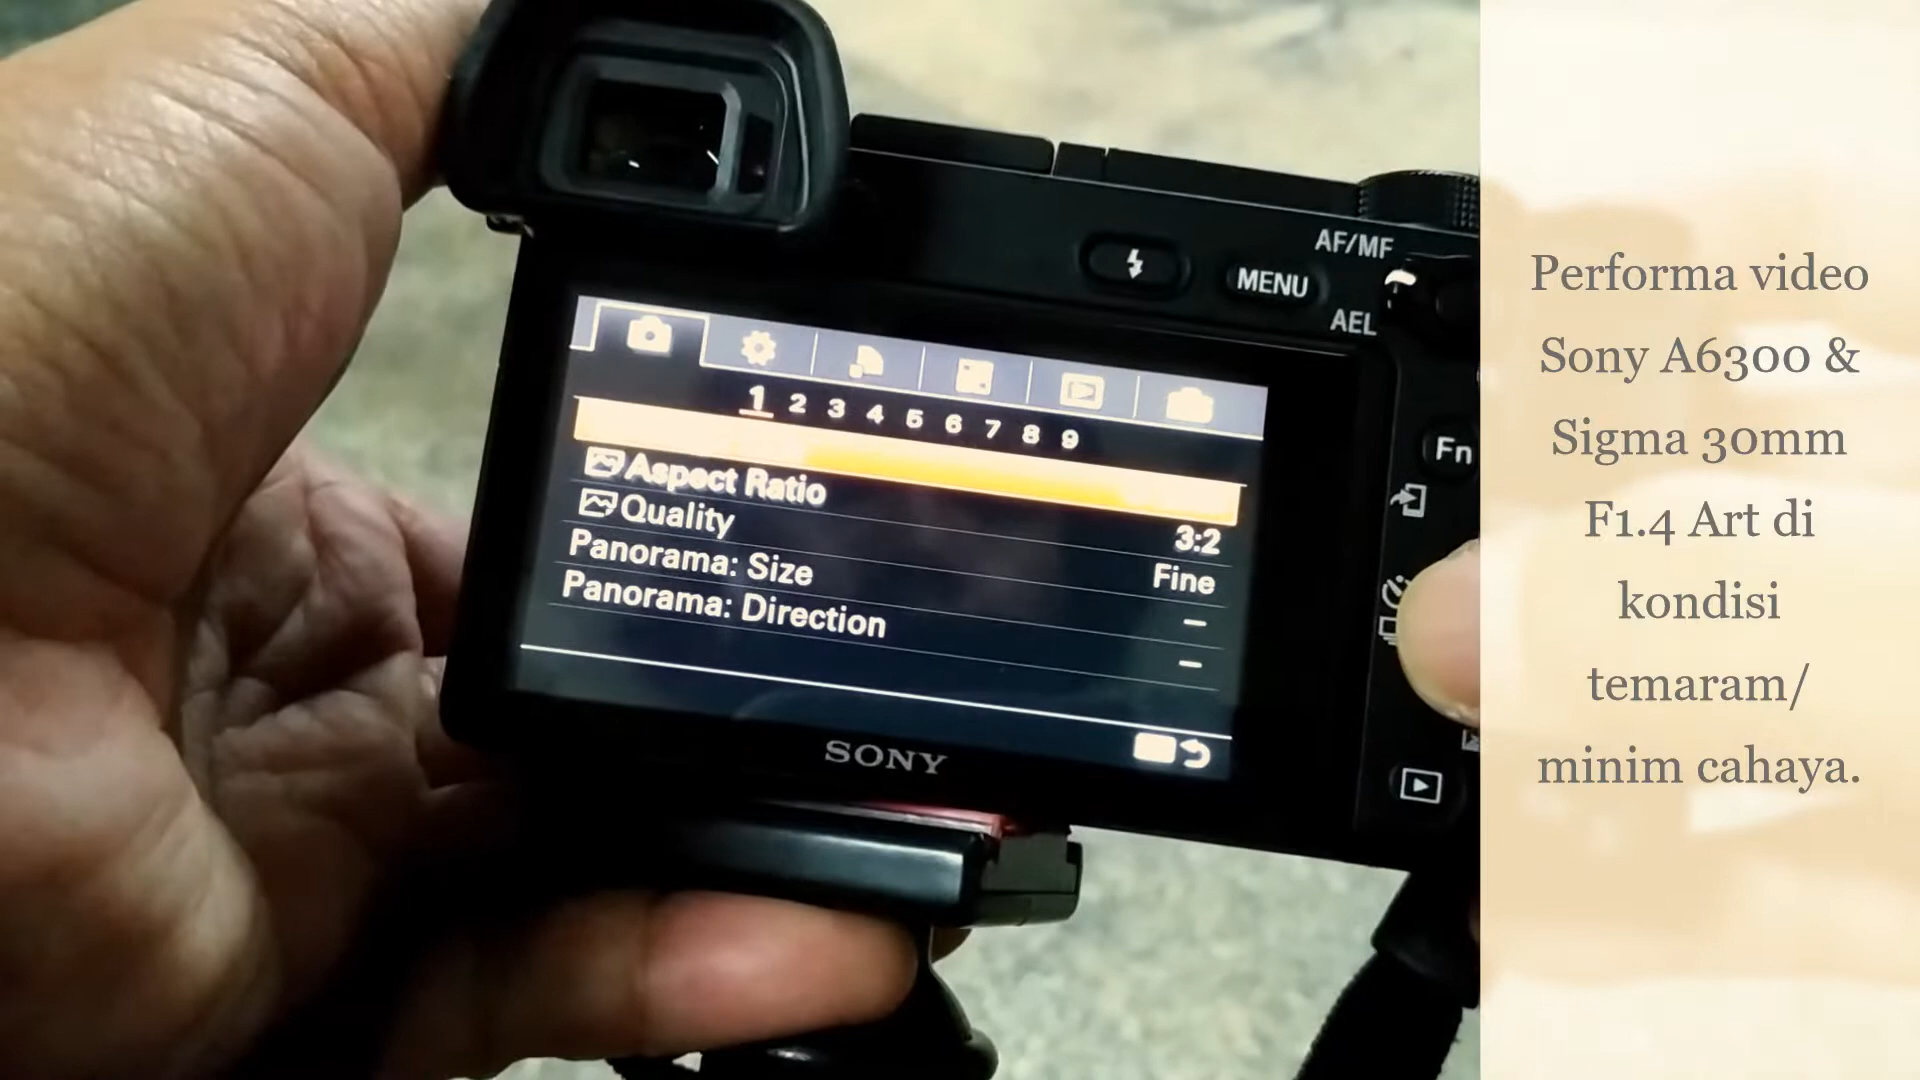 AF/MF
MENU
AEL
Fn
1 2 3 4 5 6 7 8 9
Aspect Ratio 3:2
Quality Fine
Panorama: Size –
Panorama: Direction –
SONY
Performa video
Sony A6300 &
Sigma 30mm
F1.4 Art di
kondisi
temaram/
minim cahaya.